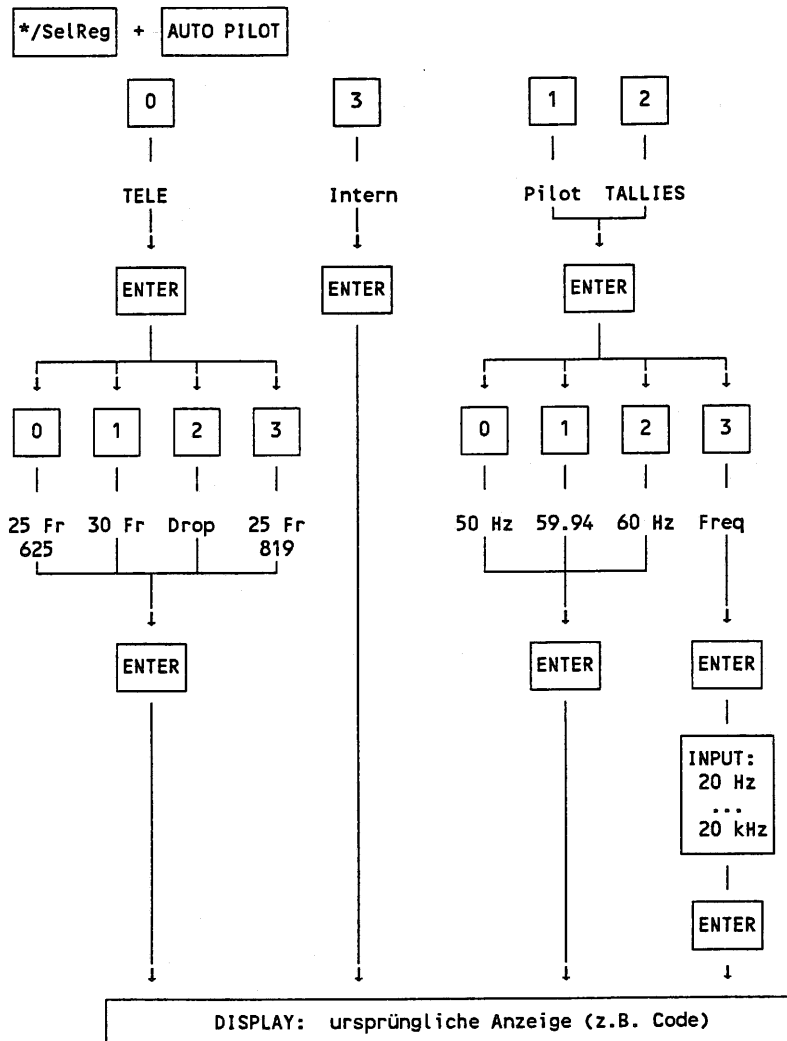 */SelReg + AUTO PILOT
0 3 1 2
TELE Intern Pilot TALLIES
ENTER ENTER ENTER
0 1 2 3 0 1 2 3
25 Fr 30 Fr Drop 25 Fr 50 Hz 59.94 60 Hz Freq
625 819
ENTER ENTER ENTER
INPUT:
20 Hz
...
20 kHz
ENTER
DISPLAY: ursprüngliche Anzeige (z.B. Code)